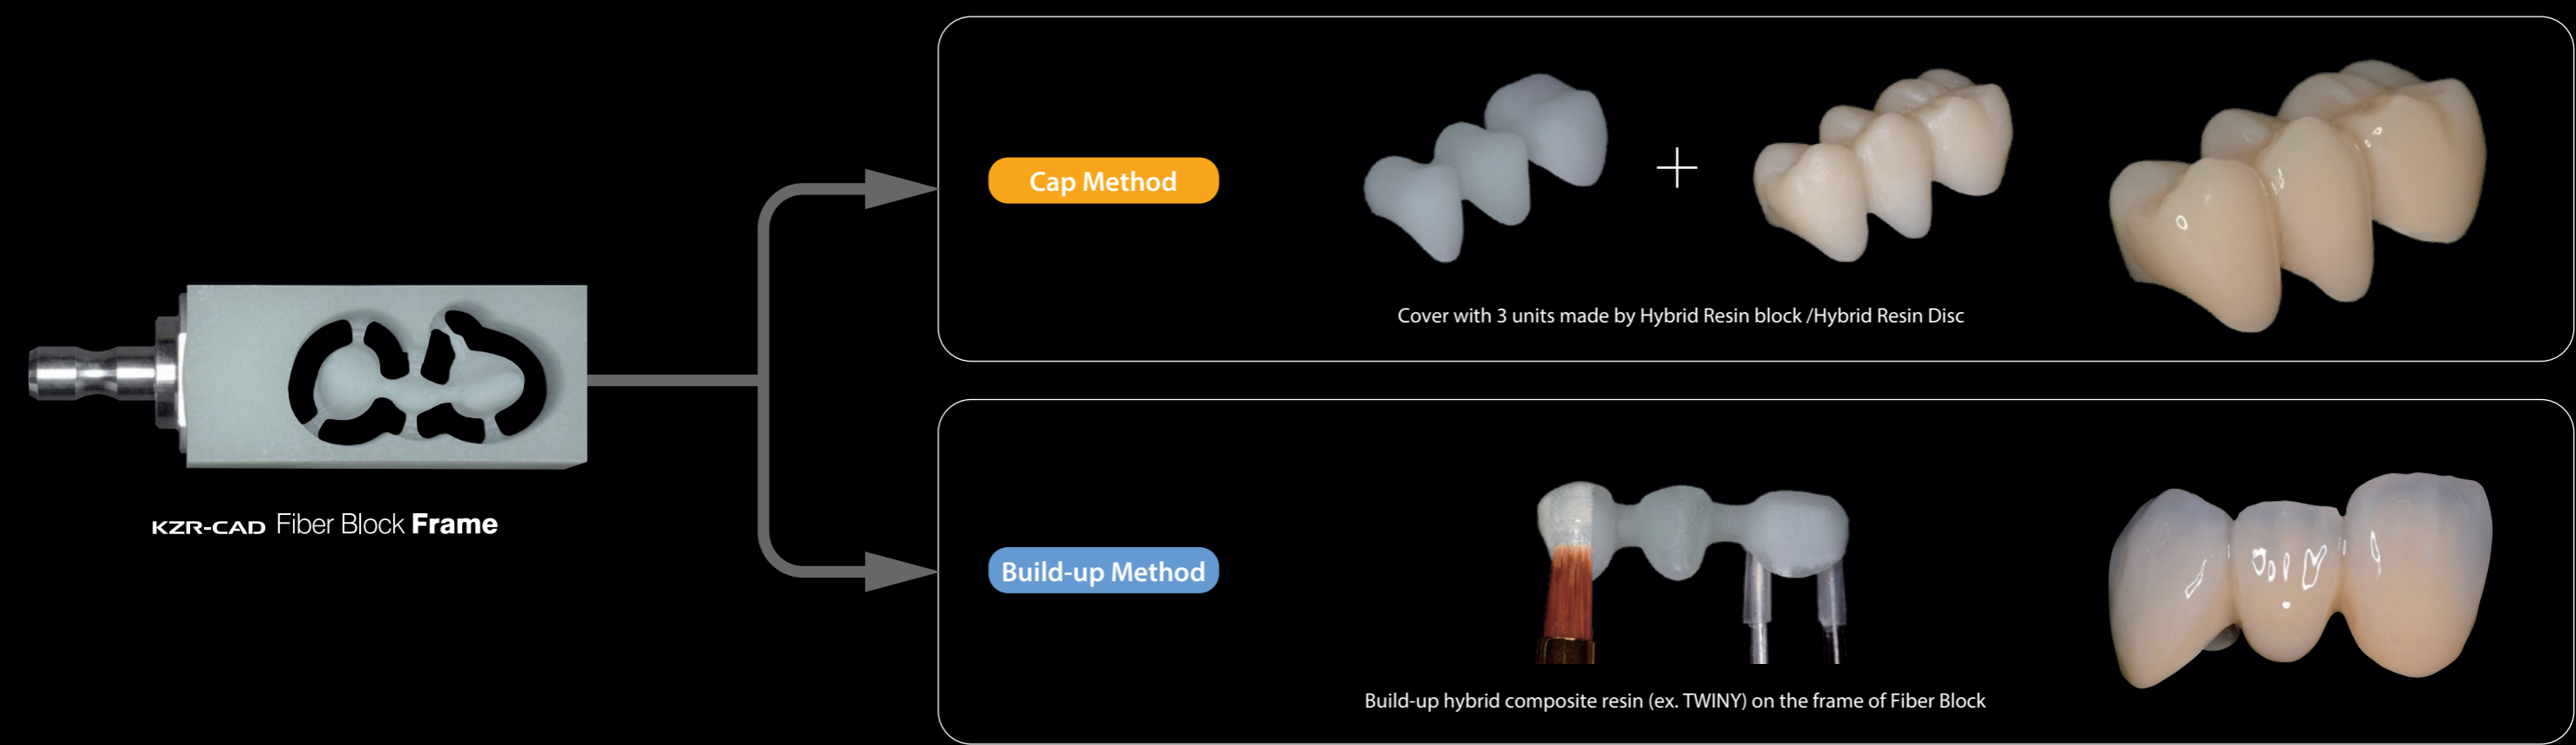 KZR-CAD Fiber Block Frame
Cap Method
Cover with 3 units made by Hybrid Resin block /Hybrid Resin Disc
Build-up Method
Build-up hybrid composite resin (ex. TWINY) on the frame of Fiber Block